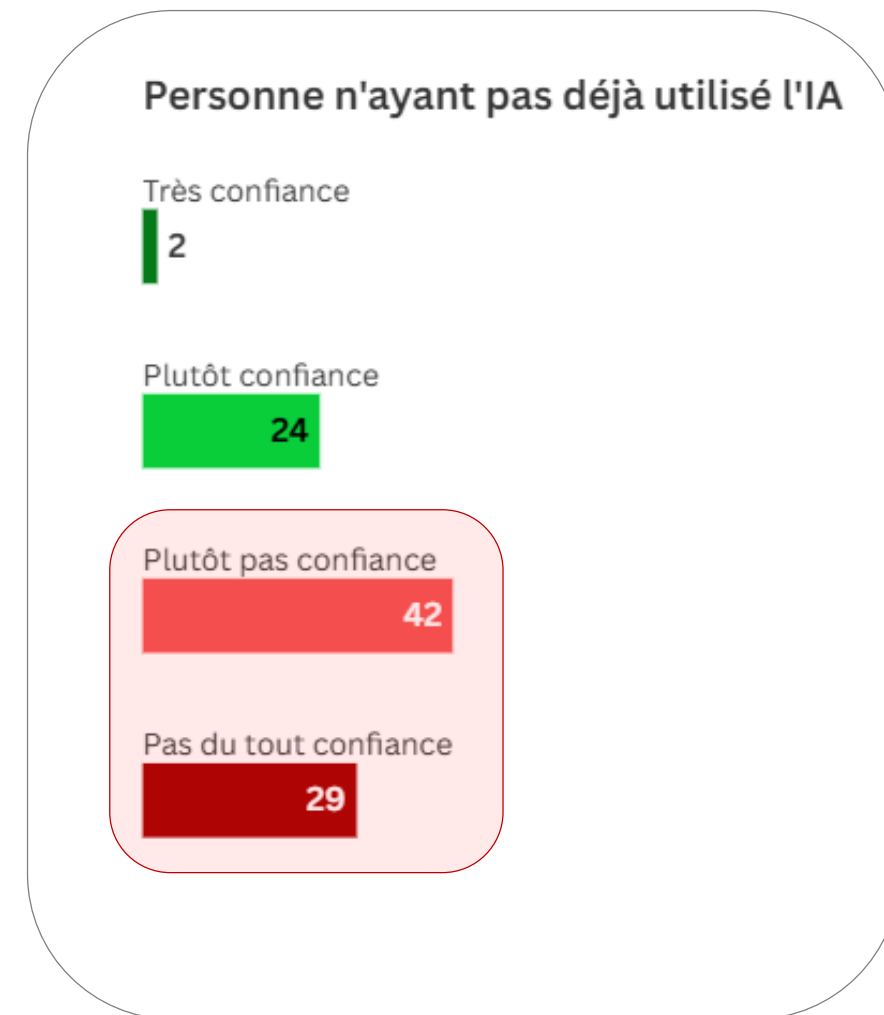 Personne n'ayant pas déjà utilisé l'IA
Très confiance
2
Plutôt confiance
24
Plutôt pas confiance
42
Pas du tout confiance
29